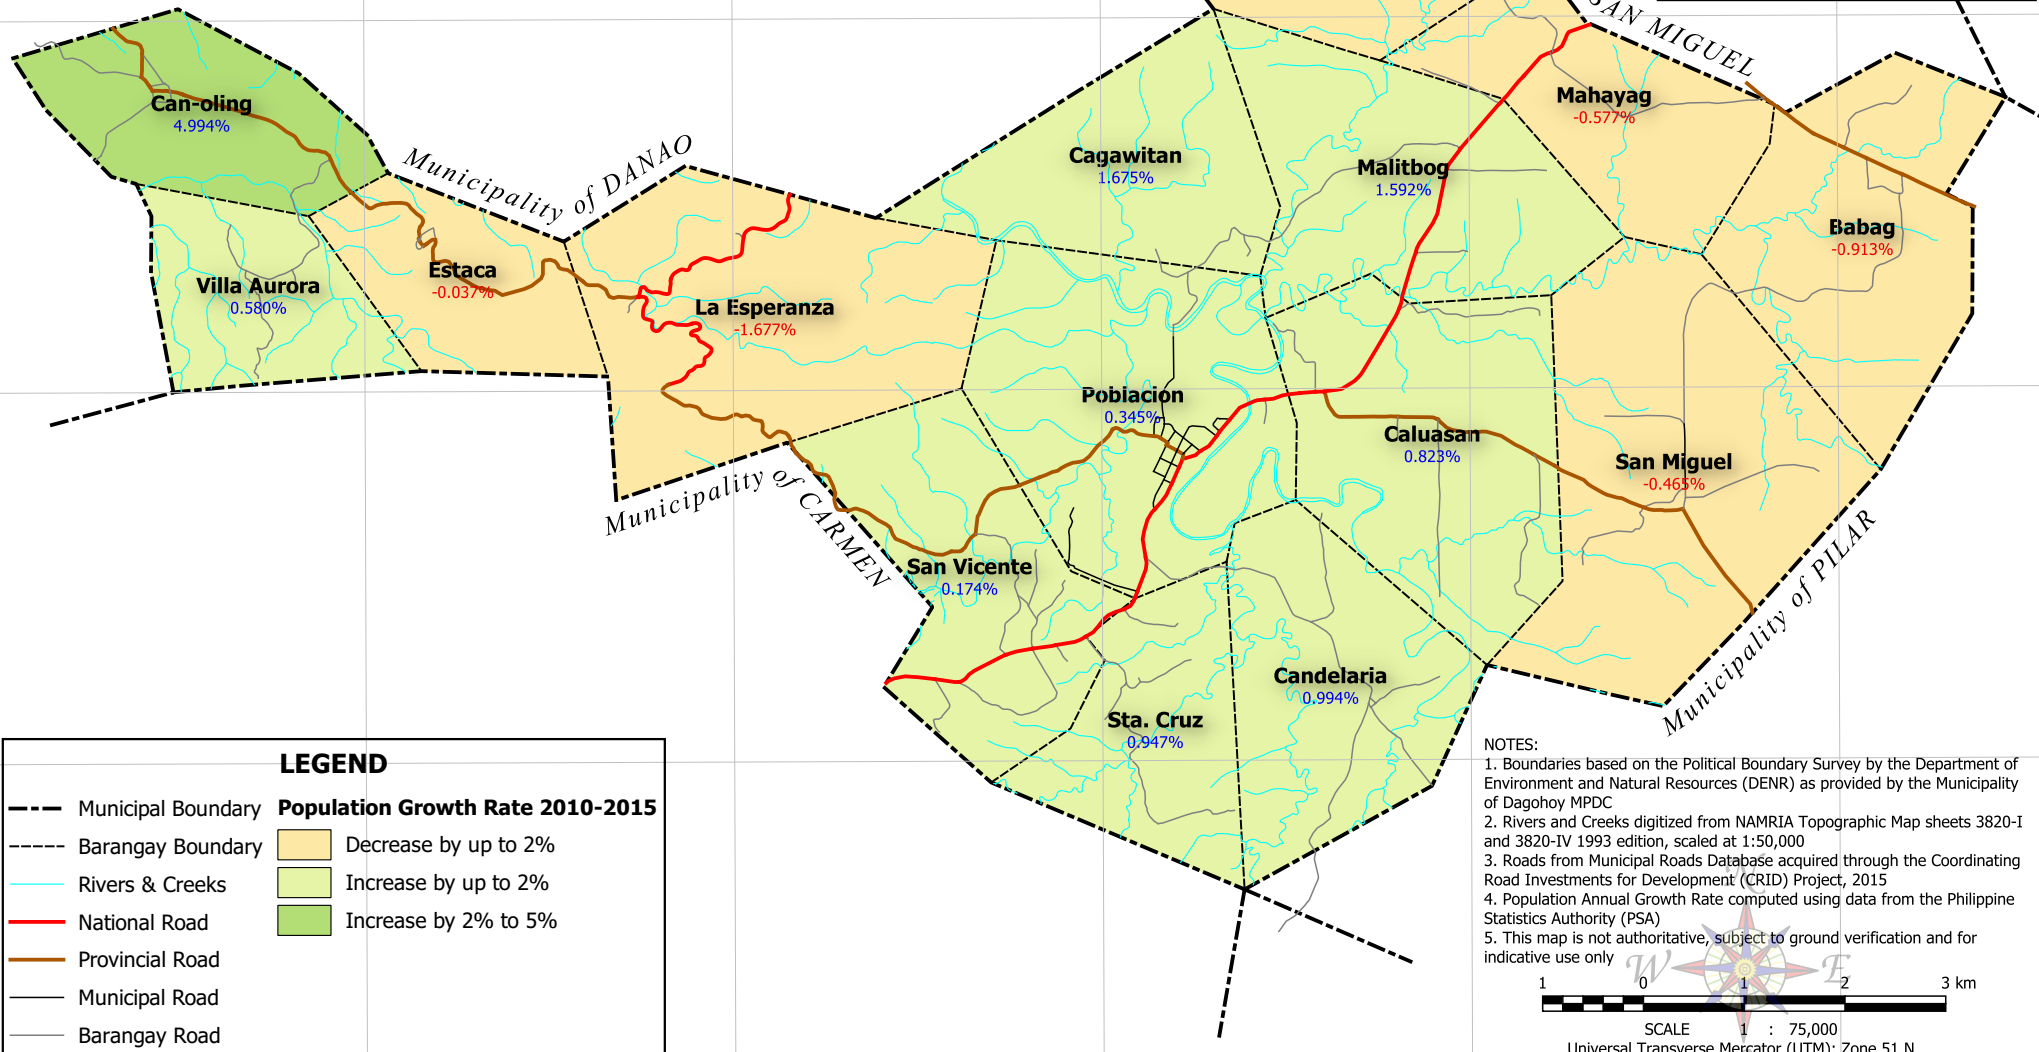 SAN MIGUEL
Mahayag
-0.577%
Can-oling
4.994%
Municipality of DANAO
Cagawitan
1.675%
Malitbog
1.592%
Babag
-0.913%
Estaca
-0.037%
Villa Aurora
0.580%
La Esperanza
-1.677%
Poblacion
0.345%
Caluasan
0.823%
San Miguel
-0.465%
Municipality of CARMEN
San Vicente
0.174%
Municipality of PILAR
Candelaria
0.994%
Sta. Cruz
0.947%
LEGEND
Municipal Boundary
Barangay Boundary
Rivers & Creeks
National Road
Provincial Road
Municipal Road
Barangay Road
Population Growth Rate 2010-2015
Decrease by up to 2%
Increase by up to 2%
Increase by 2% to 5%
NOTES:
1. Boundaries based on the Political Boundary Survey by the Department of
Environment and Natural Resources (DENR) as provided by the Municipality
of Dagohoy MPDC
2. Rivers and Creeks digitized from NAMRIA Topographic Map sheets 3820-I
and 3820-IV 1993 edition, scaled at 1:50,000
3. Roads from Municipal Roads Database acquired through the Coordinating
Road Investments for Development (CRID) Project, 2015
4. Population Annual Growth Rate computed using data from the Philippine
Statistics Authority (PSA)
5. This map is not authoritative, subject to ground verification and for
indicative use only
N
W E
1 0 1 2 3 km
SCALE 1 : 75,000
Universal Transverse Mercator (UTM): Zone 51 N